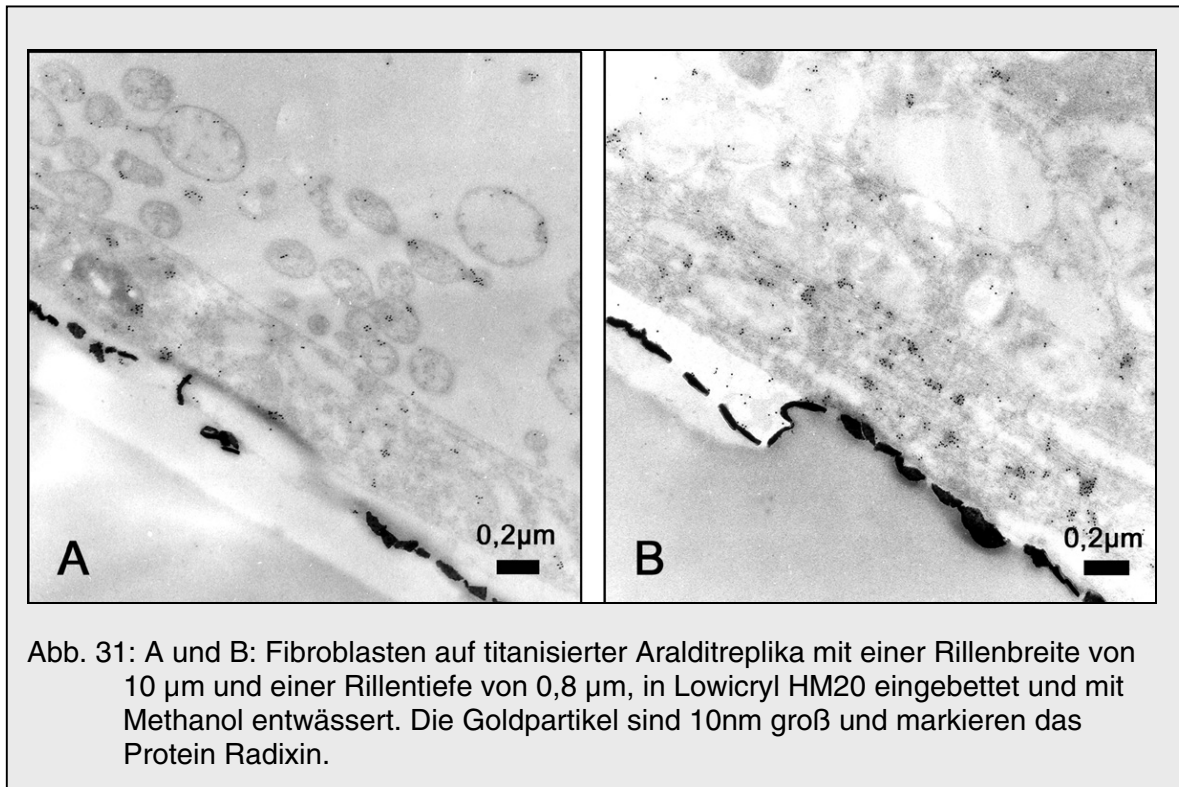 0,2µm
A
0,2µm
B
Abb. 31: A und B: Fibroblasten auf titanisierter Aralditreplika mit einer Rillenbreite von
10 µm und einer Rillentiefe von 0,8 µm, in Lowicryl HM20 eingebettet und mit
Methanol entwässert. Die Goldpartikel sind 10nm groß und markieren das
Protein Radixin.